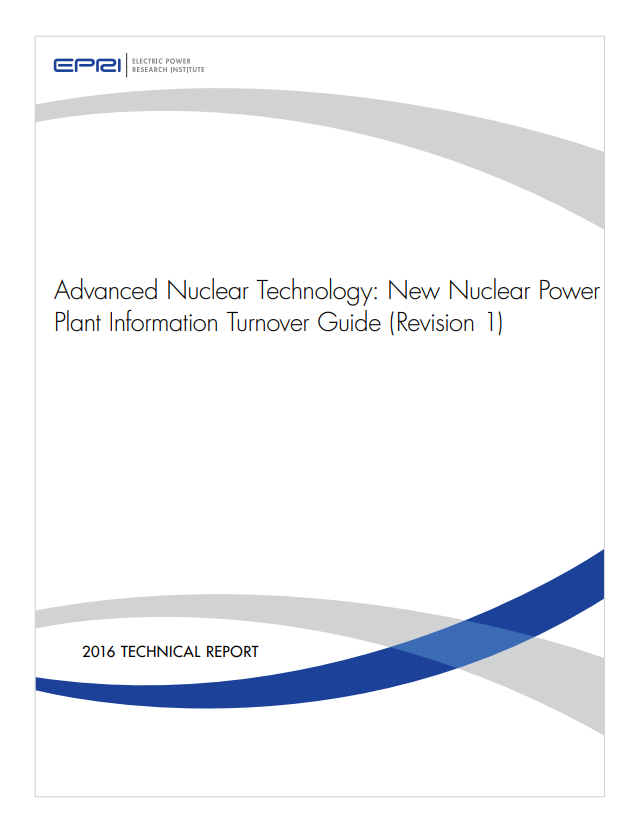 EPRI
ELECTRIC POWER
RESEARCH INSTITUTE
Advanced Nuclear Technology: New Nuclear Power
Plant Information Turnover Guide (Revision 1)
2016 TECHNICAL REPORT